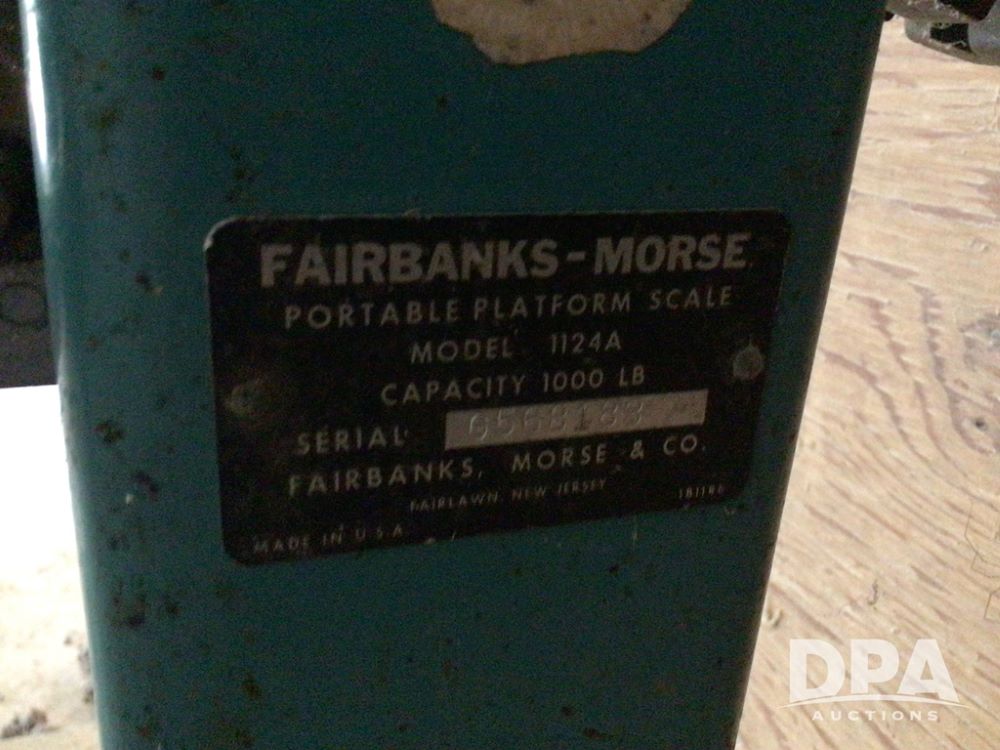 FAIRBANKS-MORSE
PORTABLE PLATFORM SCALE
MODEL 1124A
CAPACITY 1000 LB
SERIAL
FAIRBANKS, MORSE & CO.
FAIRLAWN, NEW JERSEY
MADE IN U.S.A.
DPA
AUCTIONS